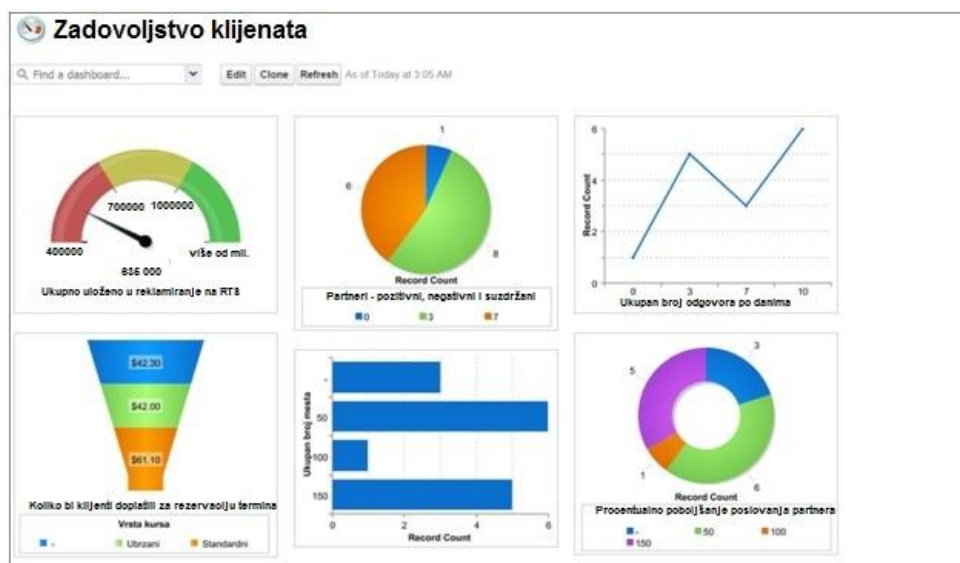 Zadovoljstvo klijenata
Find a dashboard...
Edit Clone Refresh As of Today at 3:05 AM
400000 700000 1000000 više od mil.
635 000
Ukupno uloženo u reklamiranje na RTS
1
6
8
Record Count
Partneri - pozitivni, negativni i suzdržani
0 3 7
Record Count
6
4
2
0
0 3 7 10
Ukupan broj odgovora po danima
$42.30
$42.00
$61.10
Koliko bi klijenti doplatili za rezervaciju termina
Vrsta kursa
- Ubrzani Standardni
Ukupan broj mesta
-
50
100
150
0 2 4 6
Record Count
3
5
1
6
Record Count
Procentualno poboljšanje poslovanja partnera
- 50 100
150